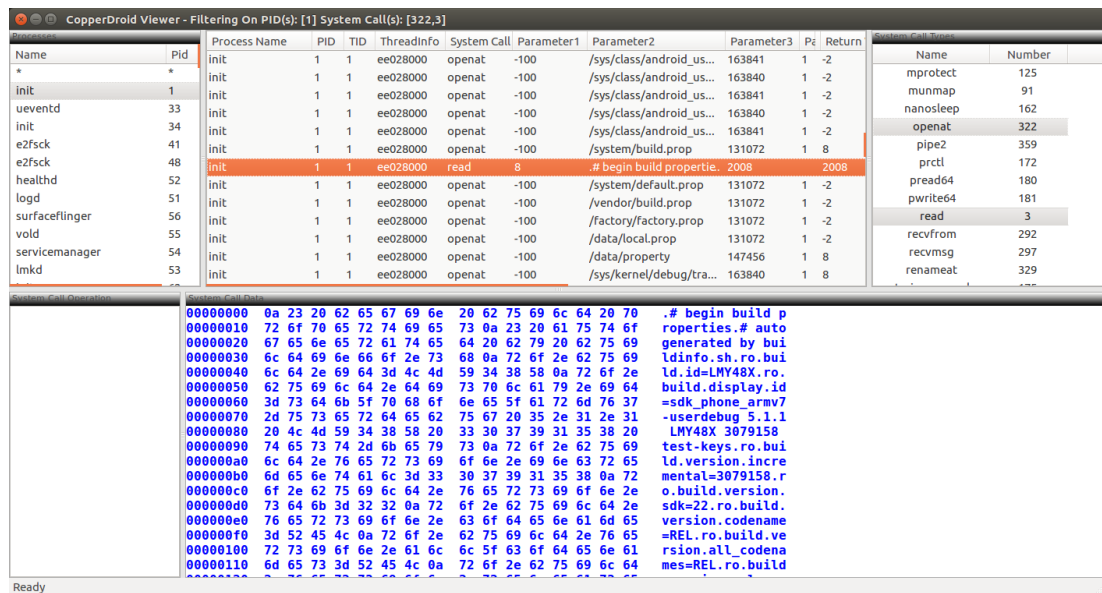 CopperDroid Viewer - Filtering On PID(s): [1] System Call(s): [322,3]
Processes
Name Pid
* *
init 1
ueventd 33
init 34
e2fsck 41
e2fsck 48
healthd 52
logd 51
surfaceflinger 56
vold 55
servicemanager 54
lmkd 53
Process Name PID TID ThreadInfo System Call Parameter1 Parameter2 Parameter3 Pa Return
init 1 1 ee028000 openat -100 /sys/class/android_us... 163841 1 -2
init 1 1 ee028000 openat -100 /sys/class/android_us... 163840 1 -2
init 1 1 ee028000 openat -100 /sys/class/android_us... 163841 1 -2
init 1 1 ee028000 openat -100 /sys/class/android_us... 163840 1 -2
init 1 1 ee028000 openat -100 /sys/class/android_us... 163841 1 -2
init 1 1 ee028000 openat -100 /system/build.prop 131072 1 8
init 1 1 ee028000 read 8 .# begin build propertie.. 2008 2008
init 1 1 ee028000 openat -100 /system/default.prop 131072 1 -2
init 1 1 ee028000 openat -100 /vendor/build.prop 131072 1 -2
init 1 1 ee028000 openat -100 /factory/factory.prop 131072 1 -2
init 1 1 ee028000 openat -100 /data/local.prop 131072 1 -2
init 1 1 ee028000 openat -100 /data/property 147456 1 8
init 1 1 ee028000 openat -100 /sys/kernel/debug/tra... 163840 1 8
System Call Types
Name Number
mprotect 125
munmap 91
nanosleep 162
openat 322
pipe2 359
prctl 172
pread64 180
pwrite64 181
read 3
recvfrom 292
recvmsg 297
renameat 329
System Call Operation
System Call Data
00000000 0a 23 20 62 65 67 69 6e 20 62 75 69 6c 64 20 70 .# begin build p
00000010 72 6f 70 65 72 74 69 65 73 0a 23 20 61 75 74 6f roperties.# auto
00000020 67 65 6e 65 72 61 74 65 64 20 62 79 20 62 75 69 generated by bui
00000030 6c 64 69 6e 66 6f 2e 73 68 0a 72 6f 2e 62 75 69 ldinfo.sh.ro.bui
00000040 6c 64 2e 69 64 3d 4c 4d 59 34 38 58 0a 72 6f 2e ld.id=LMY48X.ro.
00000050 62 75 69 6c 64 2e 64 69 73 70 6c 61 79 2e 69 64 build.display.id
00000060 3d 73 64 6b 5f 70 68 6f 6e 65 5f 61 72 6d 76 37 =sdk_phone_armv7
00000070 2d 75 73 65 72 64 65 62 75 67 20 35 2e 31 2e 31 -userdebug 5.1.1
00000080 20 4c 4d 59 34 38 58 20 33 30 37 39 31 35 38 20 LMY48X 3079158
00000090 74 65 73 74 2d 6b 65 79 73 0a 72 6f 2e 62 75 69 test-keys.ro.bui
000000a0 6c 64 2e 76 65 72 73 69 6f 6e 2e 69 6e 63 72 65 ld.version.incre
000000b0 6d 65 6e 74 61 6c 3d 33 30 37 39 31 35 38 0a 72 mental=3079158.r
000000c0 6f 2e 62 75 69 6c 64 2e 76 65 72 73 69 6f 6e 2e o.build.version.
000000d0 73 64 6b 3d 32 32 0a 72 6f 2e 62 75 69 6c 64 2e sdk=22.ro.build.
000000e0 76 65 72 73 69 6f 6e 2e 63 6f 64 65 6e 61 6d 65 version.codename
000000f0 3d 52 45 4c 0a 72 6f 2e 62 75 69 6c 64 2e 76 65 =REL.ro.build.ve
00000100 72 73 69 6f 6e 2e 61 6c 6c 5f 63 6f 64 65 6e 61 rsion.all_codena
00000110 6d 65 73 3d 52 45 4c 0a 72 6f 2e 62 75 69 6c 64 mes=REL.ro.build
Ready